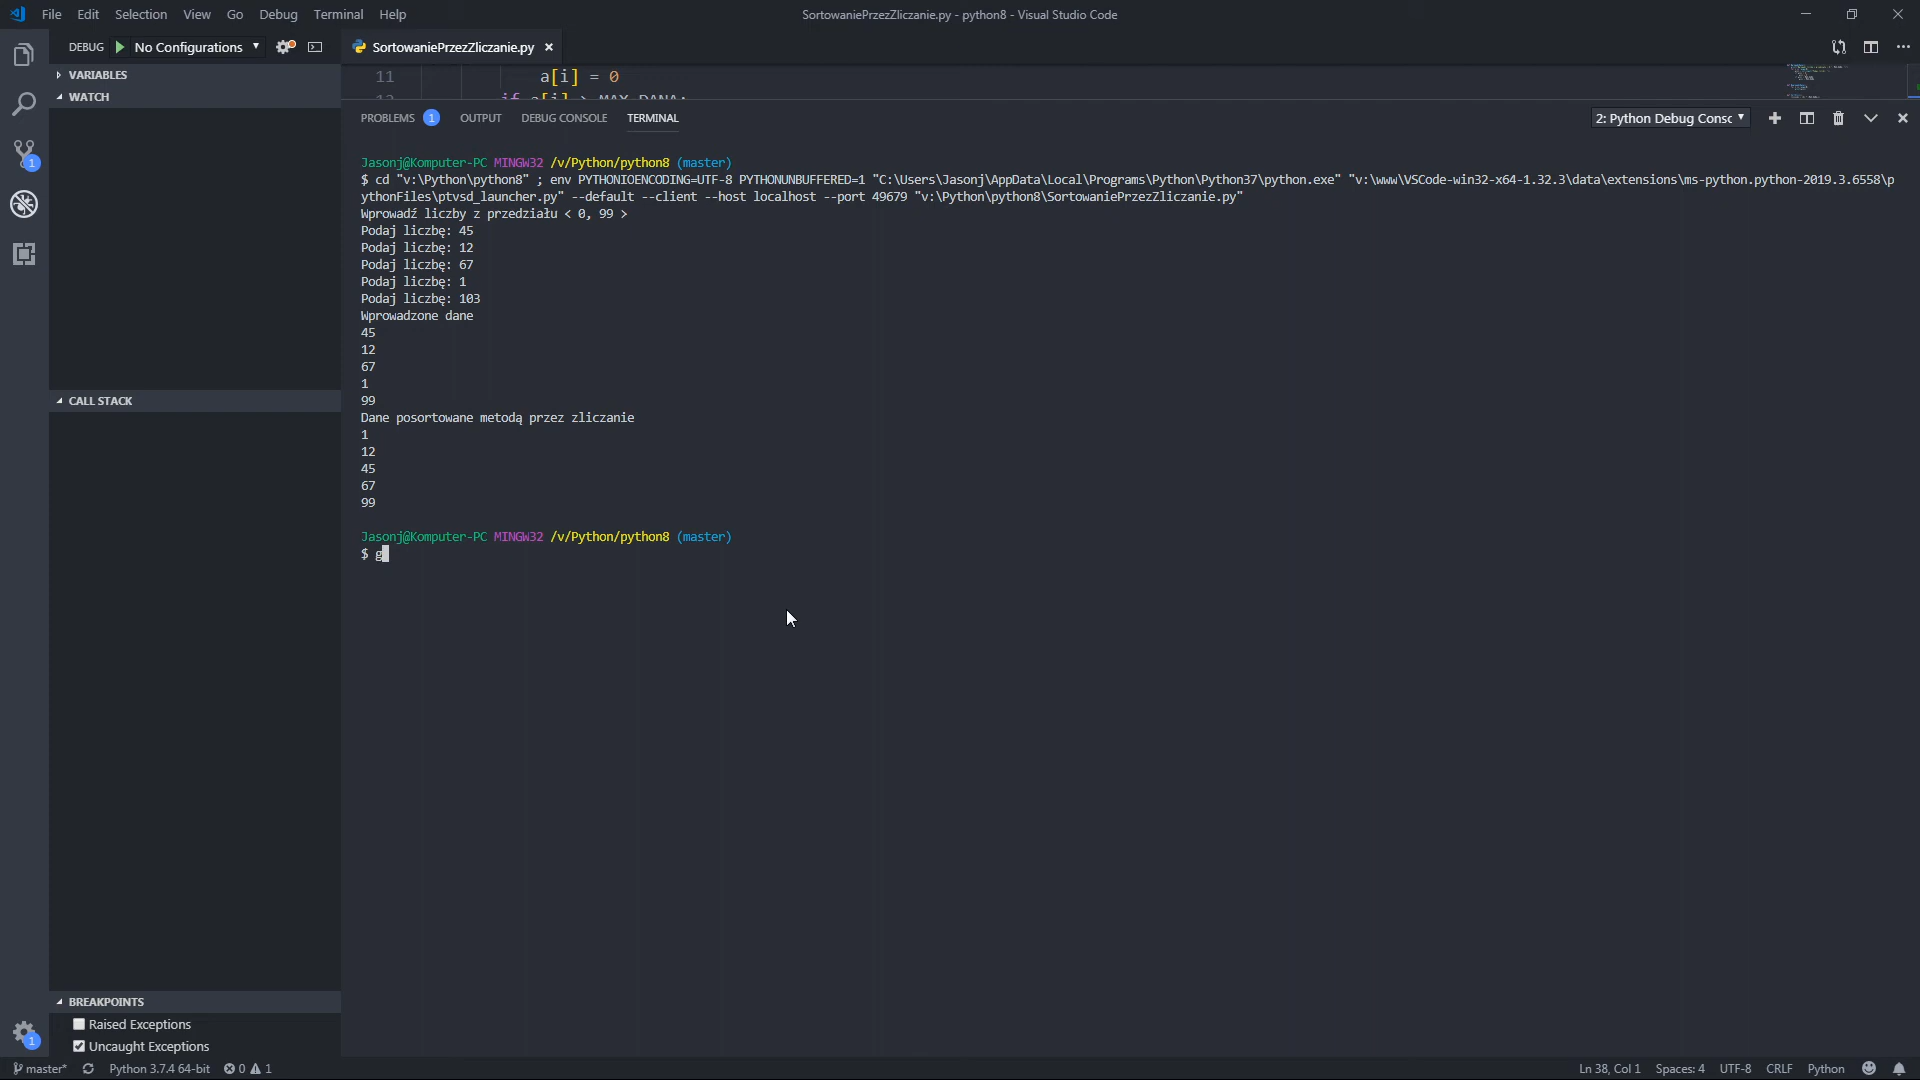 File Edit Selection View Go Debug Terminal Help
SortowaniePrzezZliczanie.py - python8 - Visual Studio Code
DEBUG No Configurations
SortowaniePrzezZliczanie.py
VARIABLES
WATCH
CALL STACK
BREAKPOINTS
Raised Exceptions
Uncaught Exceptions
11 a[i] = 0
12 if a[i] > MAX_DANA:
PROBLEMS 1 OUTPUT DEBUG CONSOLE TERMINAL
2: Python Debug Consc
Jasonj@Komputer-PC MINGW32 /v/Python/python8 (master)
$ cd "v:\Python\python8" ; env PYTHONIOENCODING=UTF-8 PYTHONUNBUFFERED=1 "C:\Users\Jasonj\AppData\Local\Programs\Python\Python37\python.exe" "v:\www\VSCode-win32-x64-1.32.3\data\extensions\ms-python.python-2019.3.6558\p
ythonFiles\ptvsd_launcher.py" --default --client --host localhost --port 49679 "v:\Python\python8\SortowaniePrzezZliczanie.py"
Wprowadź liczby z przedziału < 0, 99 >
Podaj liczbę: 45
Podaj liczbę: 12
Podaj liczbę: 67
Podaj liczbę: 1
Podaj liczbę: 103
Wprowadzone dane
45
12
67
1
99
Dane posortowane metodą przez zliczanie
1
12
45
67
99
Jasonj@Komputer-PC MINGW32 /v/Python/python8 (master)
$ g
1
1
master* Python 3.7.4 64-bit 0 1
Ln 38, Col 1 Spaces: 4 UTF-8 CRLF Python